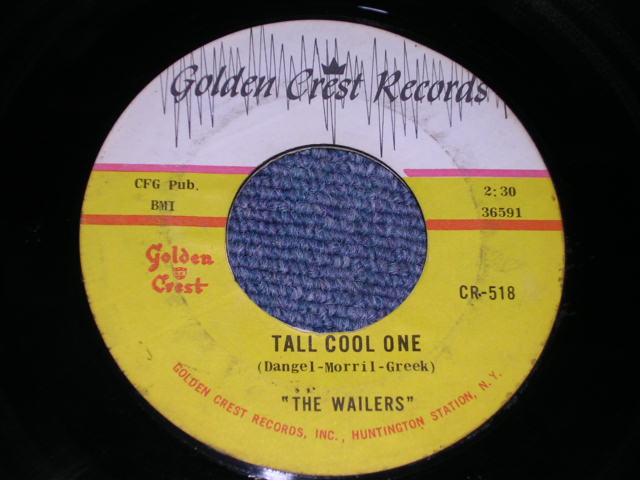 Golden Crest Records
CFG Pub.
BMI
2:30
36591
Golden
Crest
CR-518
TALL COOL ONE
(Dangel-Morril-Greek)
"THE WAILERS"
GOLDEN CREST RECORDS, INC., HUNTINGTON STATION, N.Y.